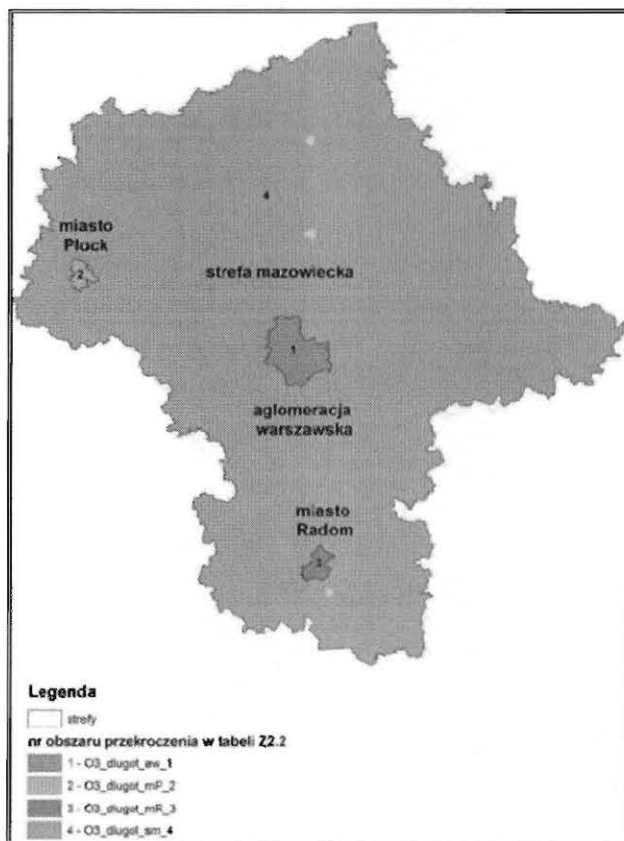 4
miasto
Płock
2
strefa mazowiecka
1
aglomeracja
warszawska
miasto
Radom
3
Legenda
strefy
nr obszaru przekroczenia w tabeli Z2.2
1 - O3_dlugot_aw_1
2 - O3_dlugot_mP_2
3 - O3_dlugot_mR_3
4 - O3_dlugot_sm_4